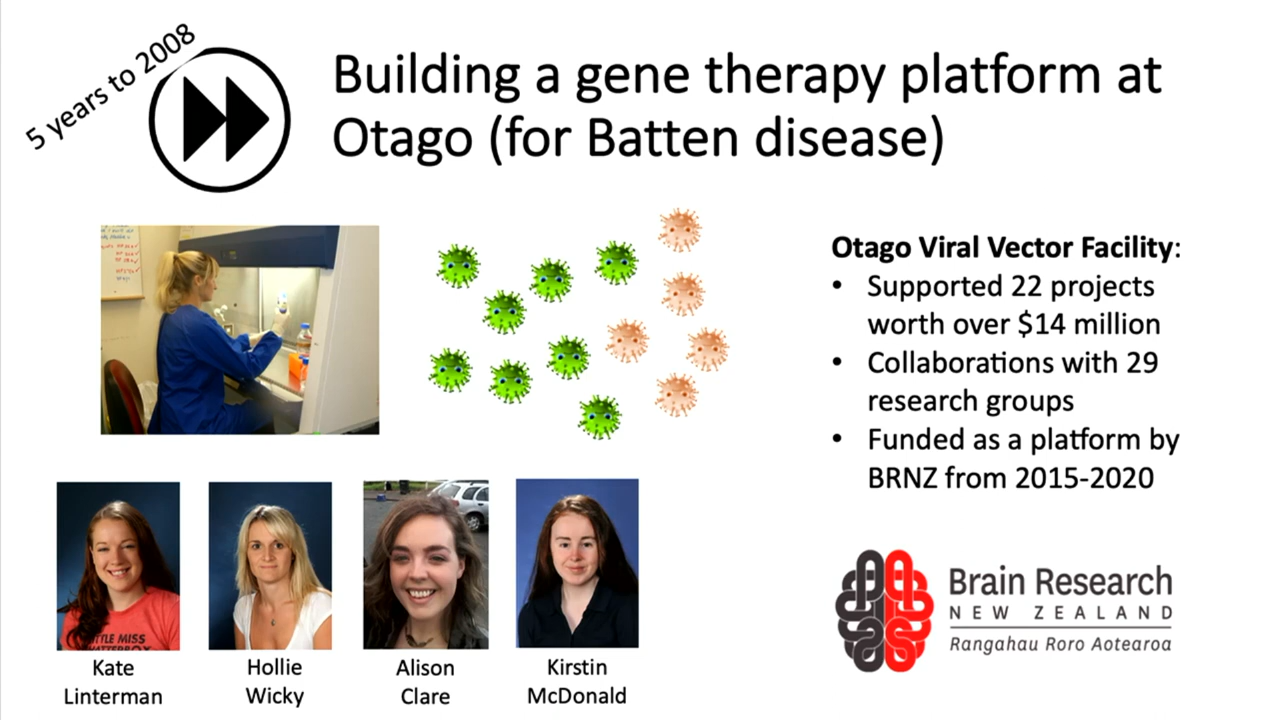 5 years to 2008
Building a gene therapy platform at
Otago (for Batten disease)
Otago Viral Vector Facility:
• Supported 22 projects
worth over $14 million
• Collaborations with 29
research groups
• Funded as a platform by
BRNZ from 2015-2020
Kate
Linterman
Hollie
Wicky
Alison
Clare
Kirstin
McDonald
Brain Research
NEW ZEALAND
Rangahau Roro Aotearoa